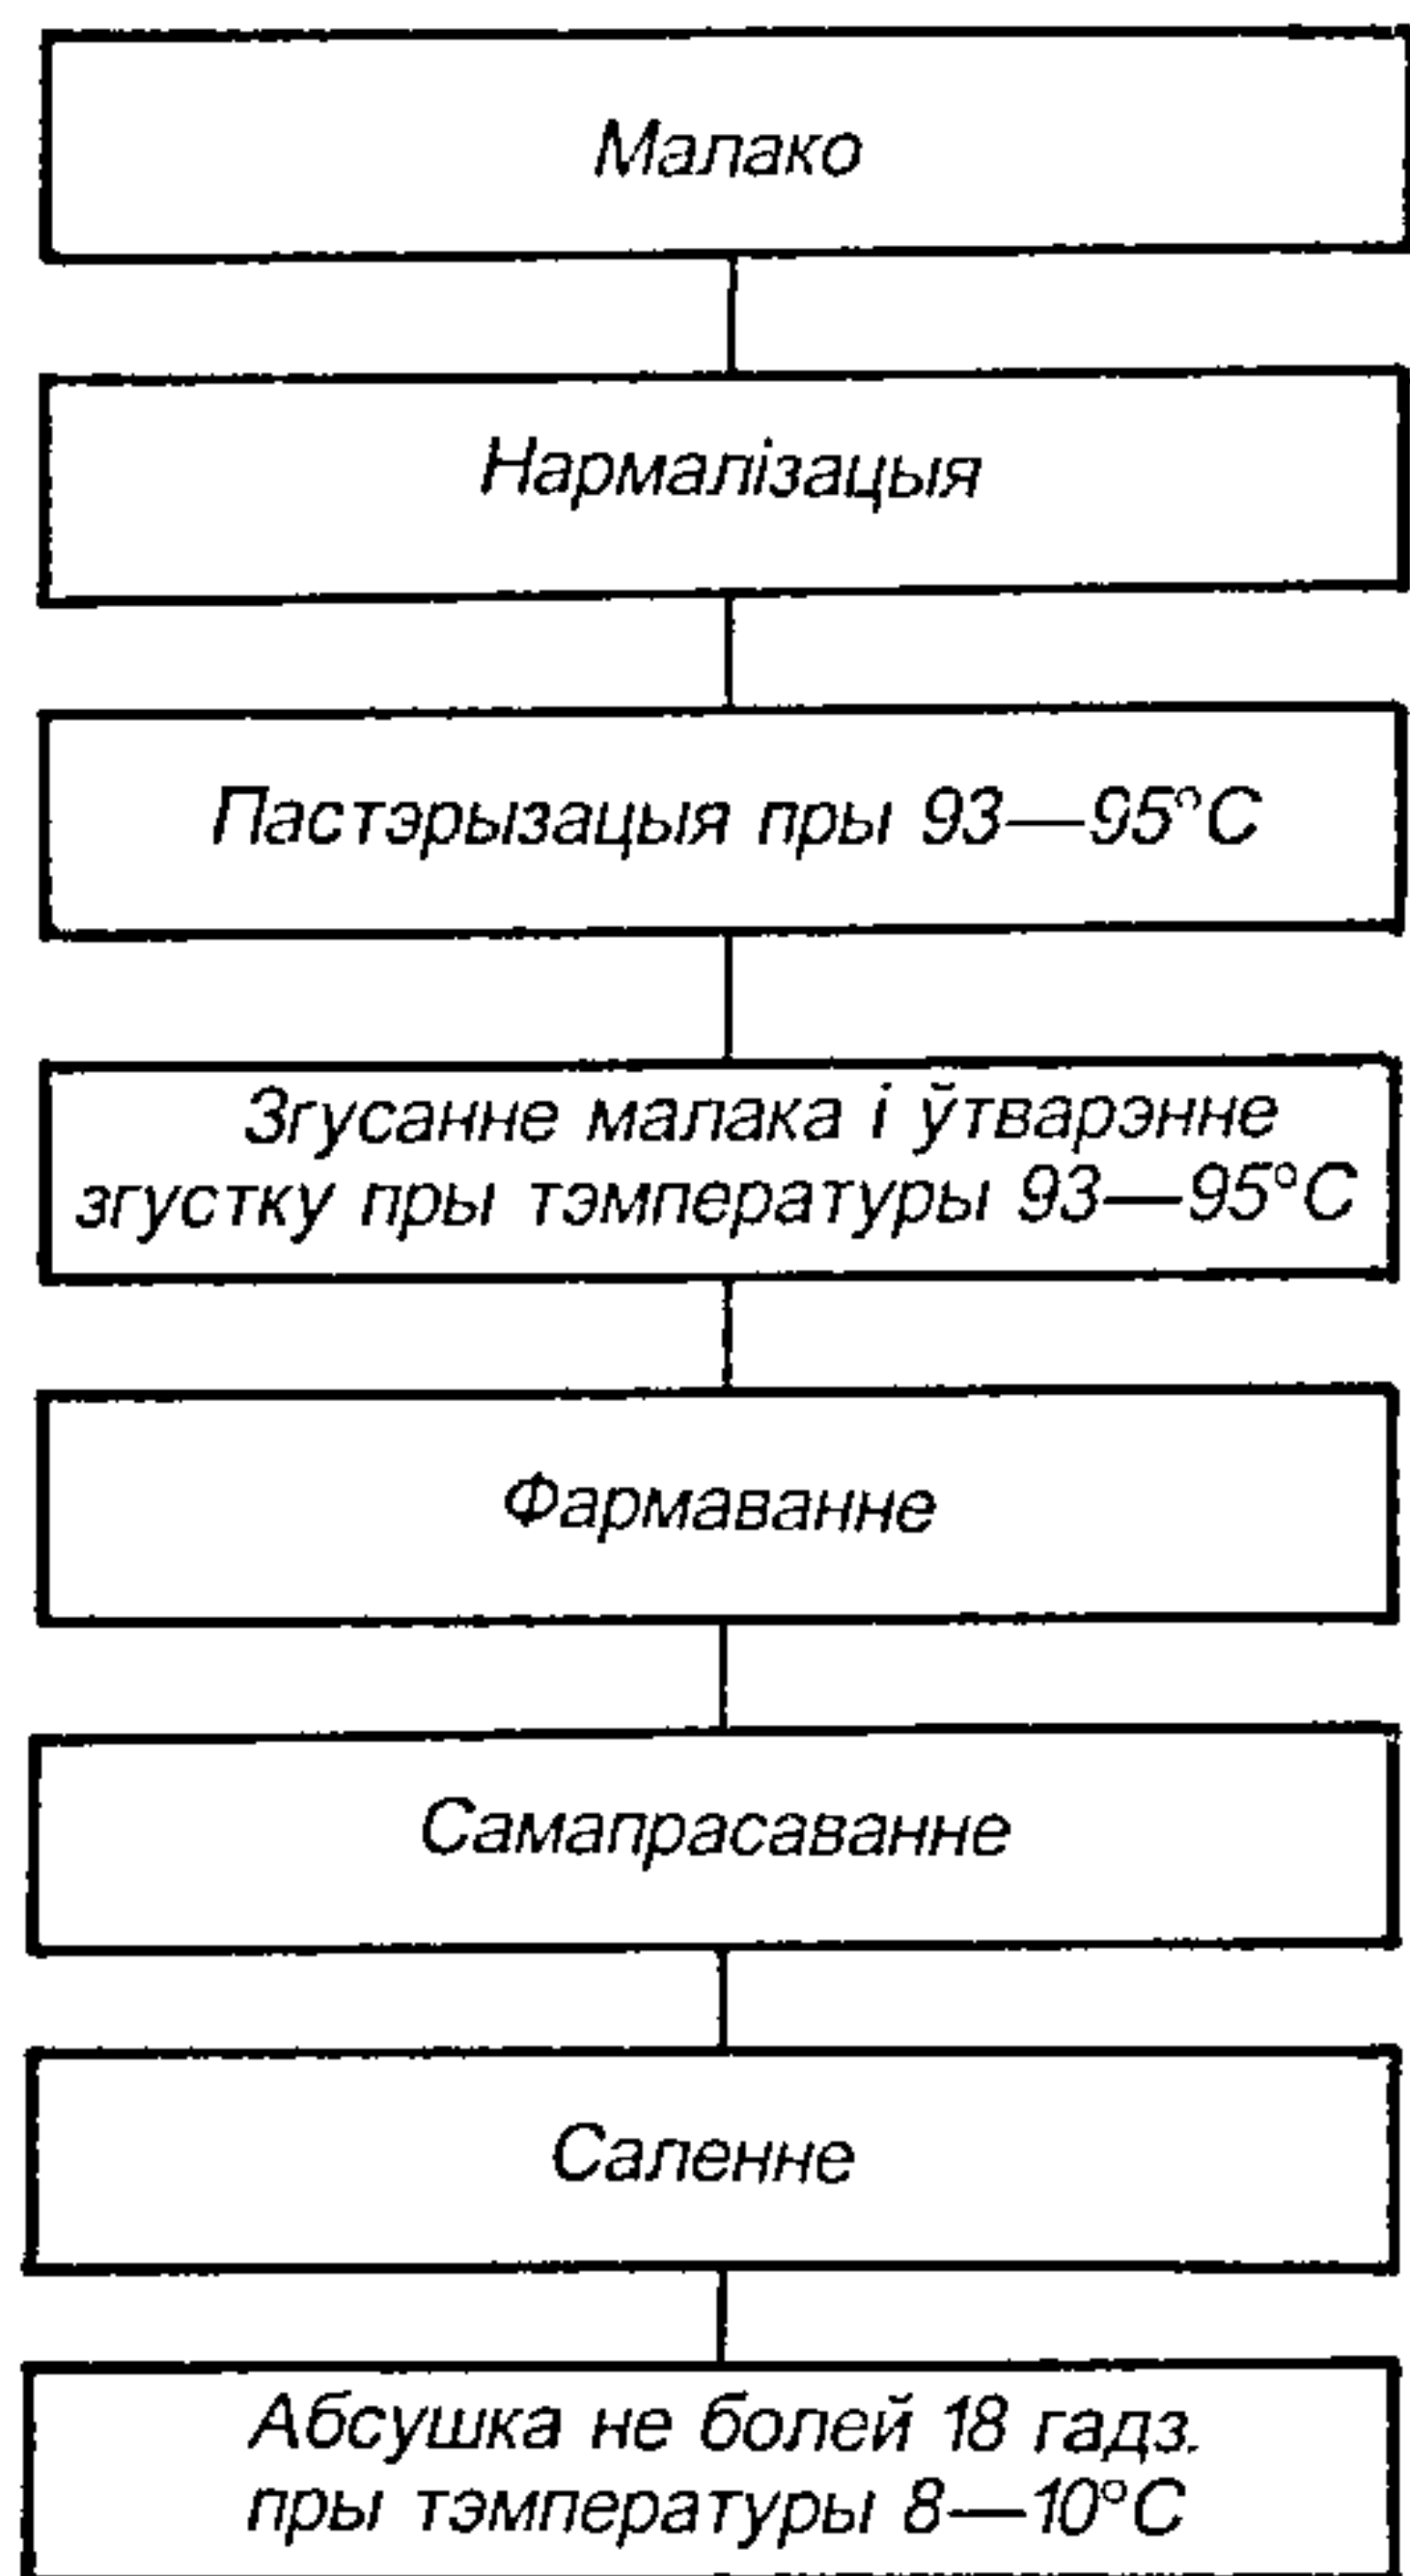 Малако
Нармалізацыя
Пастэрызацыя пры 93—95°С
Згусанне малака і ўтварэнне
згустку пры тэмпературы 93—95°С
Фармаванне
Самапрасаванне
Саленне
Абсушка не болей 18 гадз.
пры тэмпературы 8—10°С